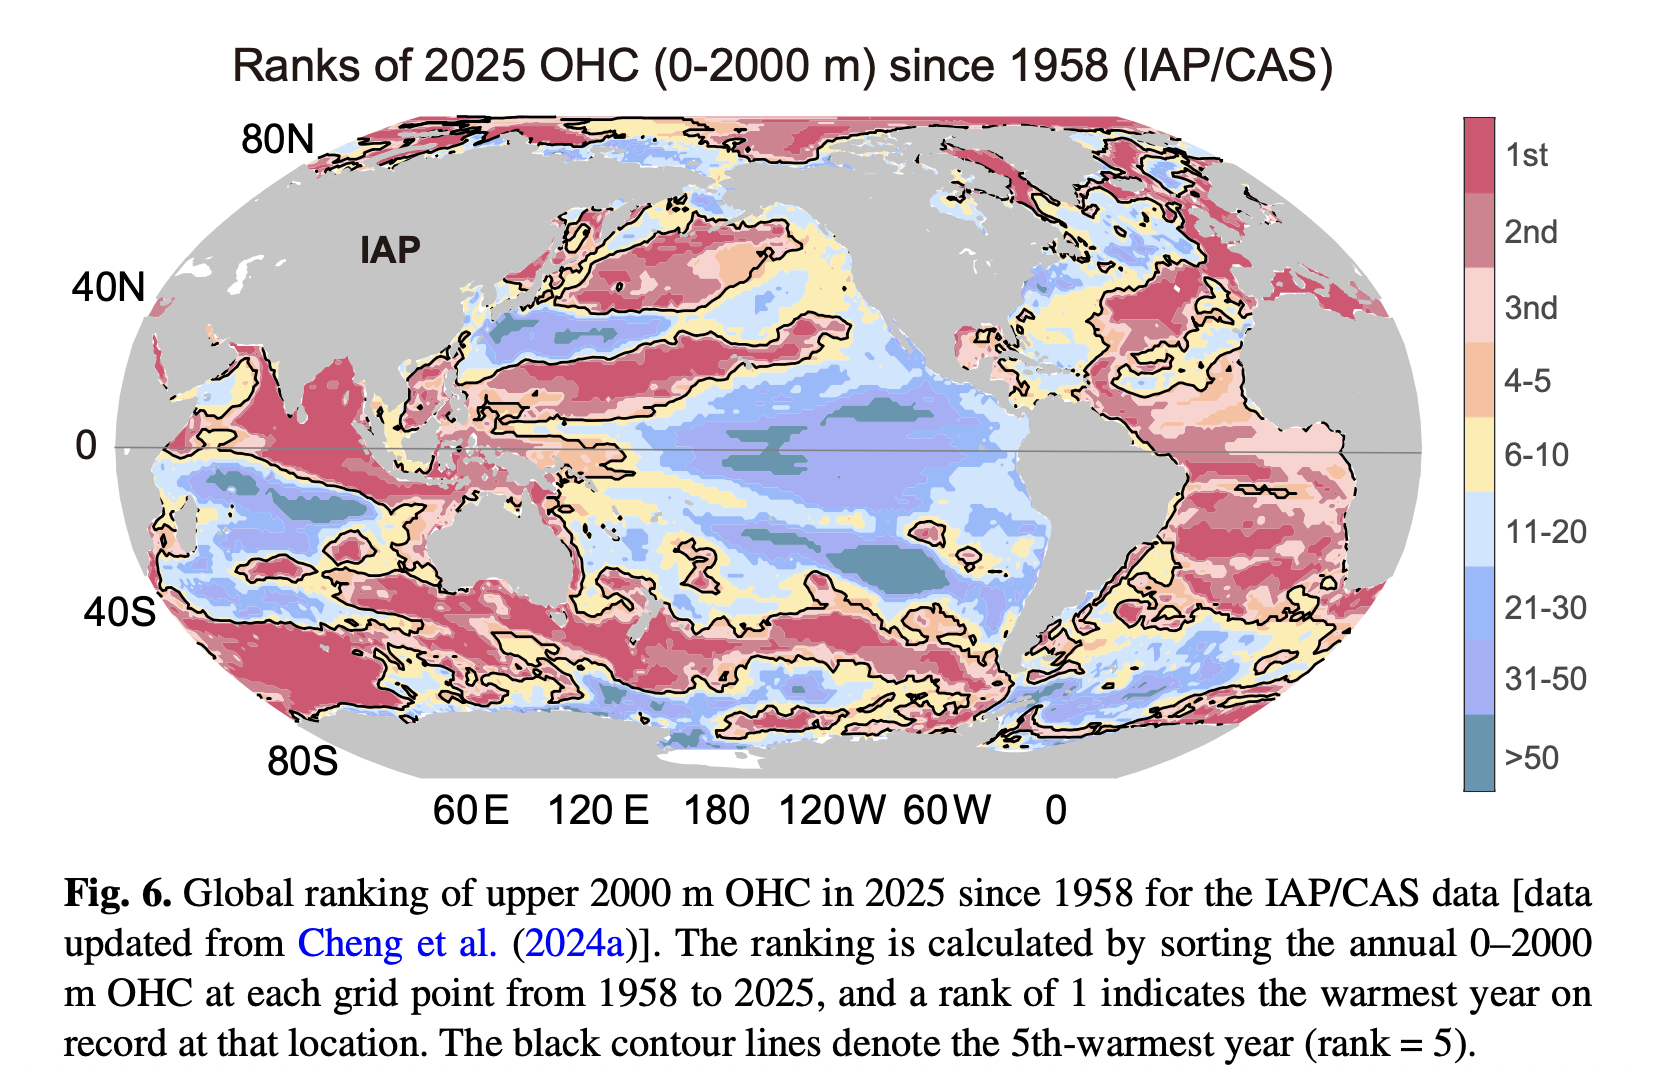 Ranks of 2025 OHC (0-2000 m) since 1958 (IAP/CAS)
80N
IAP
40N
0
40S
80S
60E 120E 180 120W 60W 0
1st
2nd
3nd
4-5
6-10
11-20
21-30
31-50
>50
Fig. 6. Global ranking of upper 2000 m OHC in 2025 since 1958 for the IAP/CAS data [data
updated from Cheng et al. (2024a)]. The ranking is calculated by sorting the annual 0–2000
m OHC at each grid point from 1958 to 2025, and a rank of 1 indicates the warmest year on
record at that location. The black contour lines denote the 5th-warmest year (rank = 5).